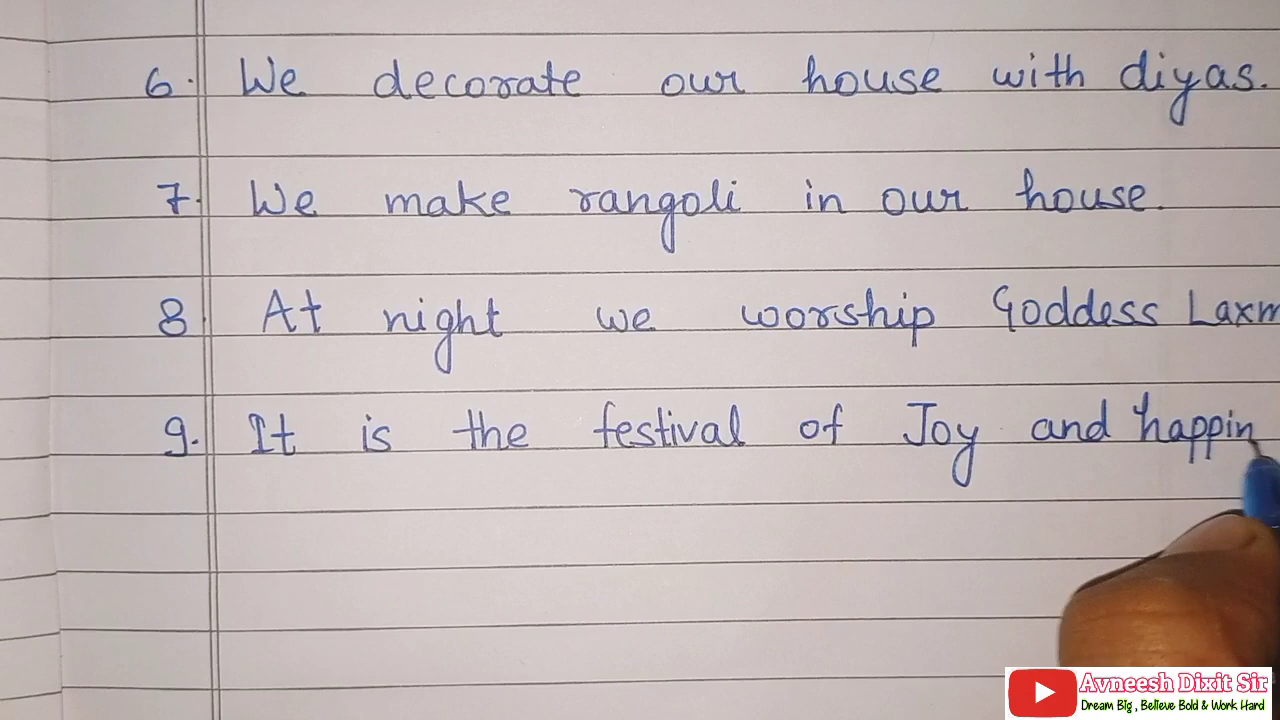 6. We decorate our house with diyas.
7. We make rangoli in our house.
8. At night we worship Goddess Laxm
9. It is the festival of Joy and happin
Avneesh Dixit Sir
Dream Big , Believe Bold & Work Hard